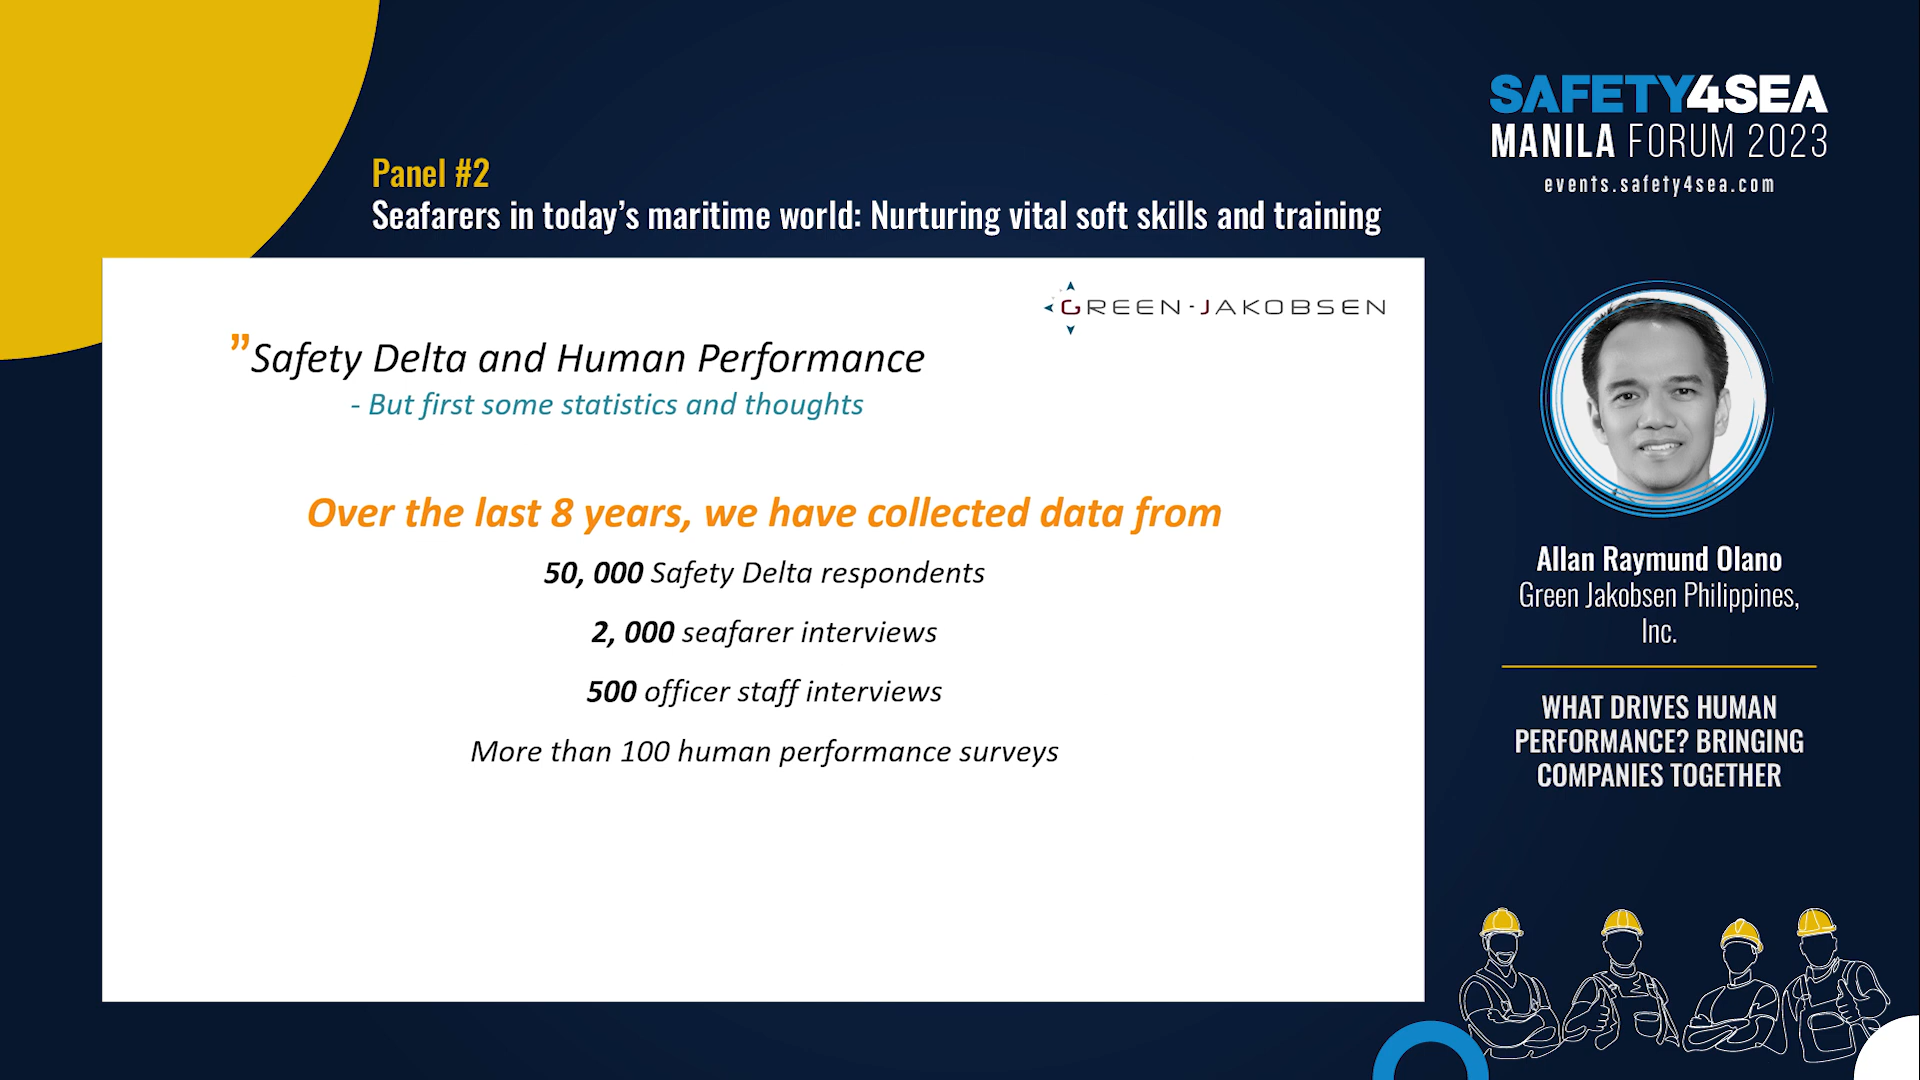 SAFETY4SEA
MANILA FORUM 2023
events.safety4sea.com
Panel #2
Seafarers in today's maritime world: Nurturing vital soft skills and training
GREEN-JAKOBSEN
”Safety Delta and Human Performance
- But first some statistics and thoughts
Over the last 8 years, we have collected data from
50, 000 Safety Delta respondents
2, 000 seafarer interviews
500 officer staff interviews
More than 100 human performance surveys
Allan Raymund Olano
Green Jakobsen Philippines,
Inc.
WHAT DRIVES HUMAN
PERFORMANCE? BRINGING
COMPANIES TOGETHER